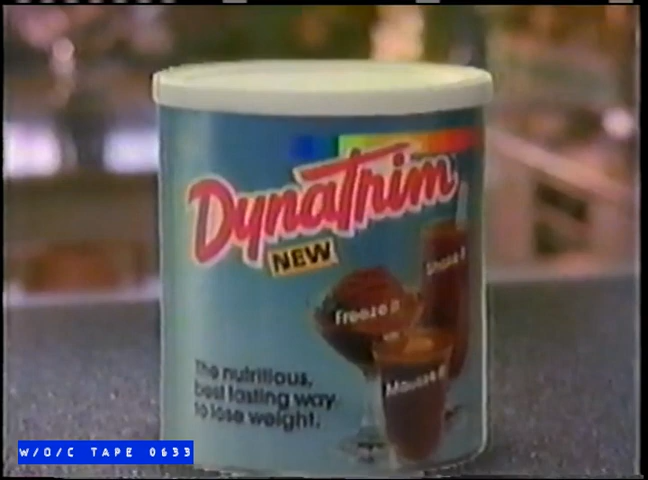 DynaTrim
NEW
Shake it
Freeze it
Mousse it
The nutritious,
best tasting way
to lose weight.
W/O/C TAPE 0633